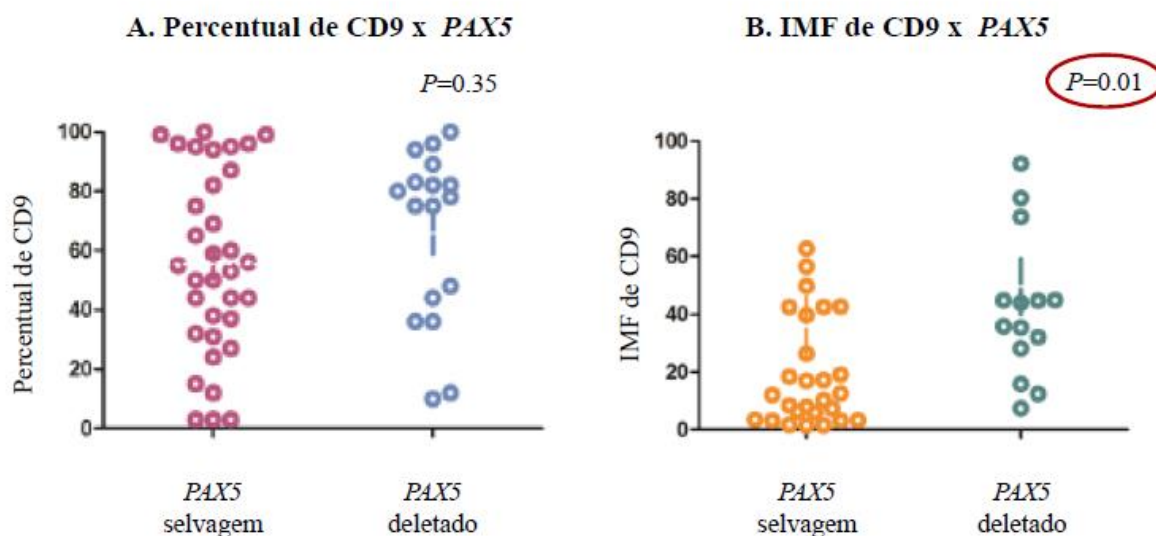 A. Percentual de CD9 x PAX5
P=0.35
Percentual de CD9
100
80
60
40
20
0
PAX5
selvagem
PAX5
deletado
B. IMF de CD9 x PAX5
P=0.01
IMF de CD9
100
80
60
40
20
0
PAX5
selvagem
PAX5
deletado